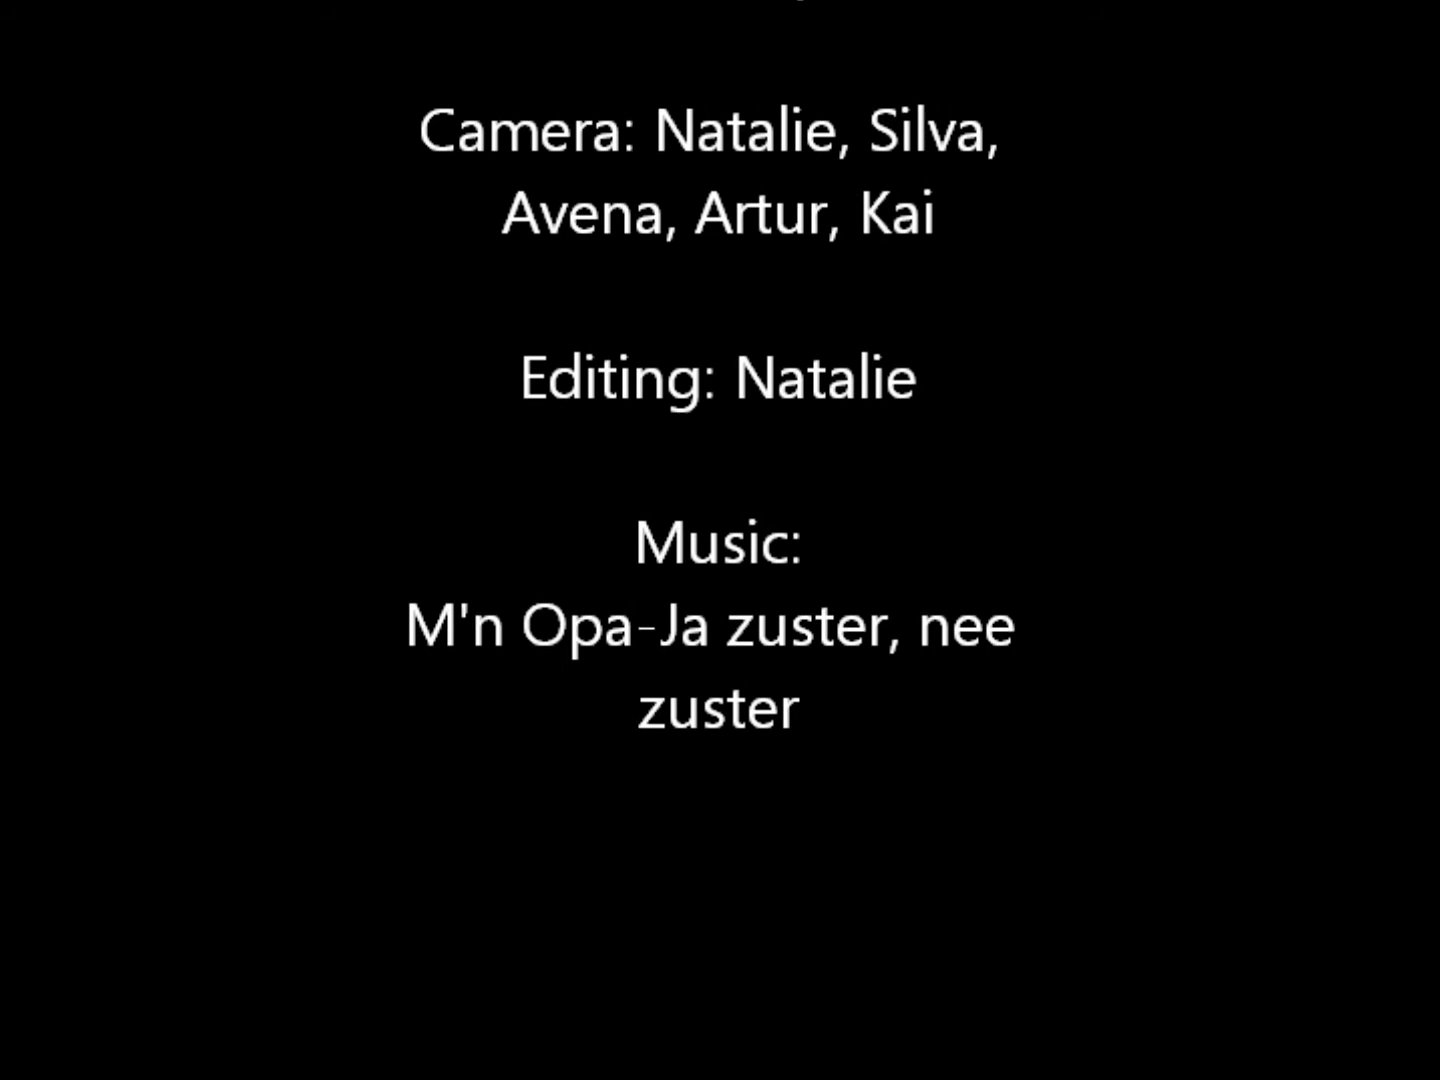 Camera: Natalie, Silva,
Avena, Artur, Kai
Editing: Natalie
Music:
M'n Opa-Ja zuster, nee
zuster